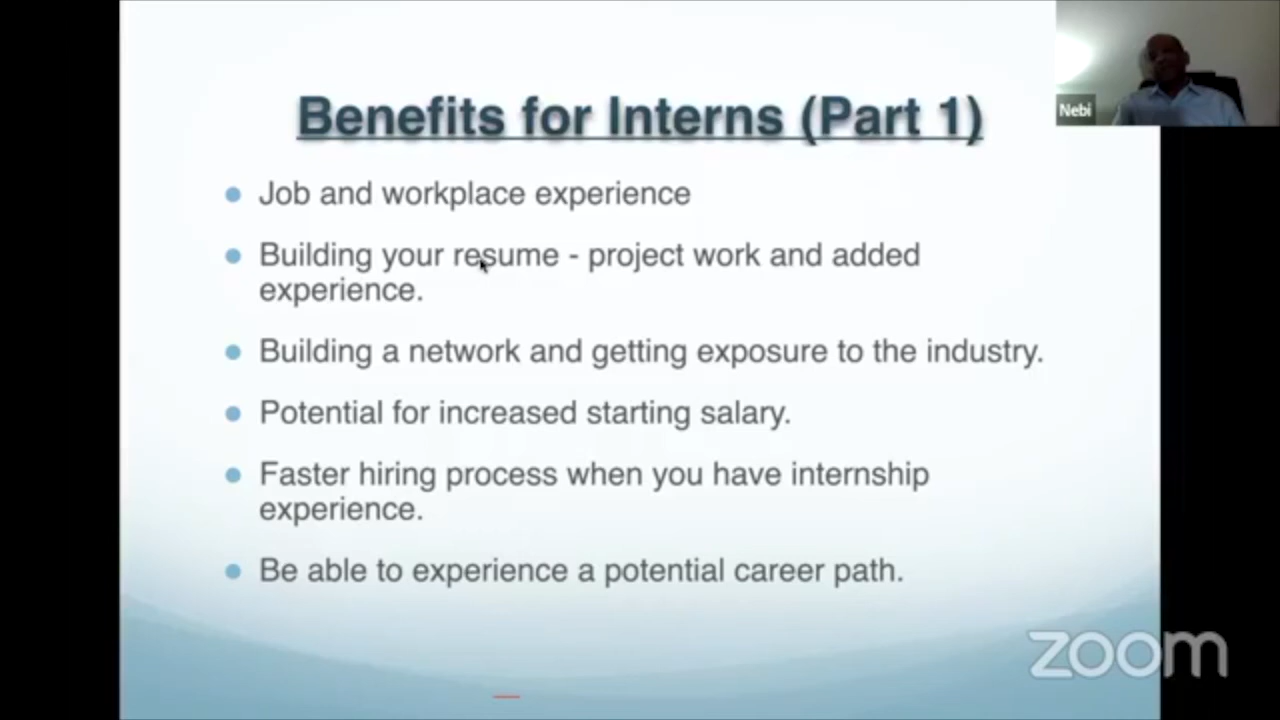 Benefits for Interns (Part 1)
Nebi
Job and workplace experience
Building your resume - project work and added
experience.
Building a network and getting exposure to the industry.
Potential for increased starting salary.
Faster hiring process when you have internship
experience.
Be able to experience a potential career path.
zoom